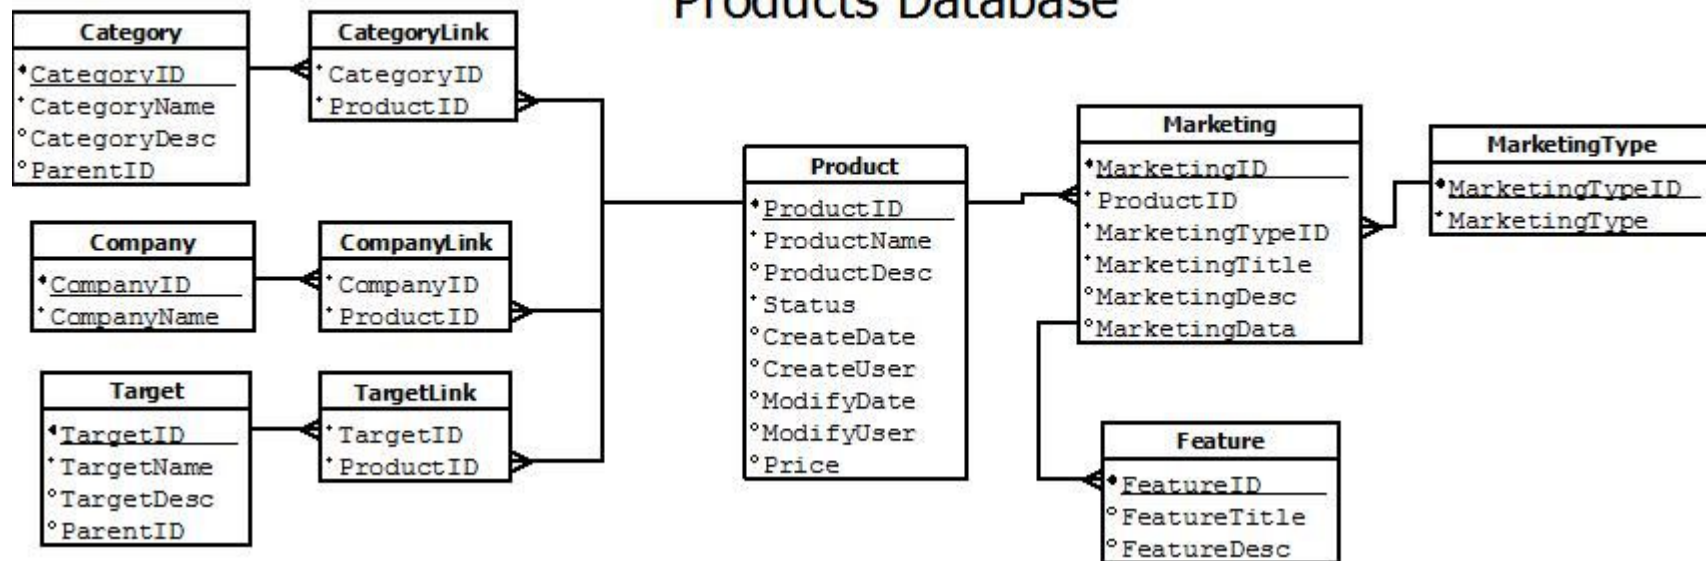 Products Database
Category
CategoryID
CategoryName
CategoryDesc
ParentID
CategoryLink
CategoryID
ProductID
Company
CompanyID
CompanyName
CompanyLink
CompanyID
ProductID
Target
TargetID
TargetName
TargetDesc
ParentID
TargetLink
TargetID
ProductID
Product
ProductID
ProductName
ProductDesc
Status
CreateDate
CreateUser
ModifyDate
ModifyUser
Price
Marketing
MarketingID
ProductID
MarketingTypeID
MarketingTitle
MarketingDesc
MarketingData
MarketingType
MarketingTypeID
MarketingType
Feature
FeatureID
FeatureTitle
FeatureDesc